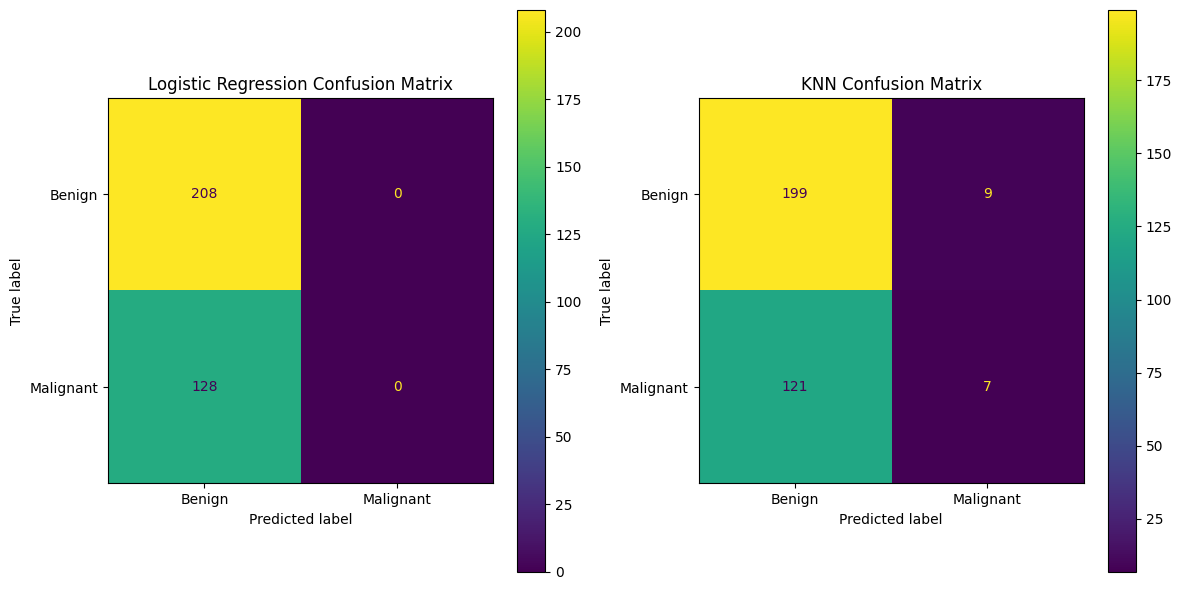 Logistic Regression Confusion Matrix
True label
Benign
Malignant
208
0
128
0
Benign
Malignant
Predicted label
200
175
150
125
100
75
50
25
0
KNN Confusion Matrix
True label
Benign
Malignant
199
9
121
7
Benign
Malignant
Predicted label
175
150
125
100
75
50
25